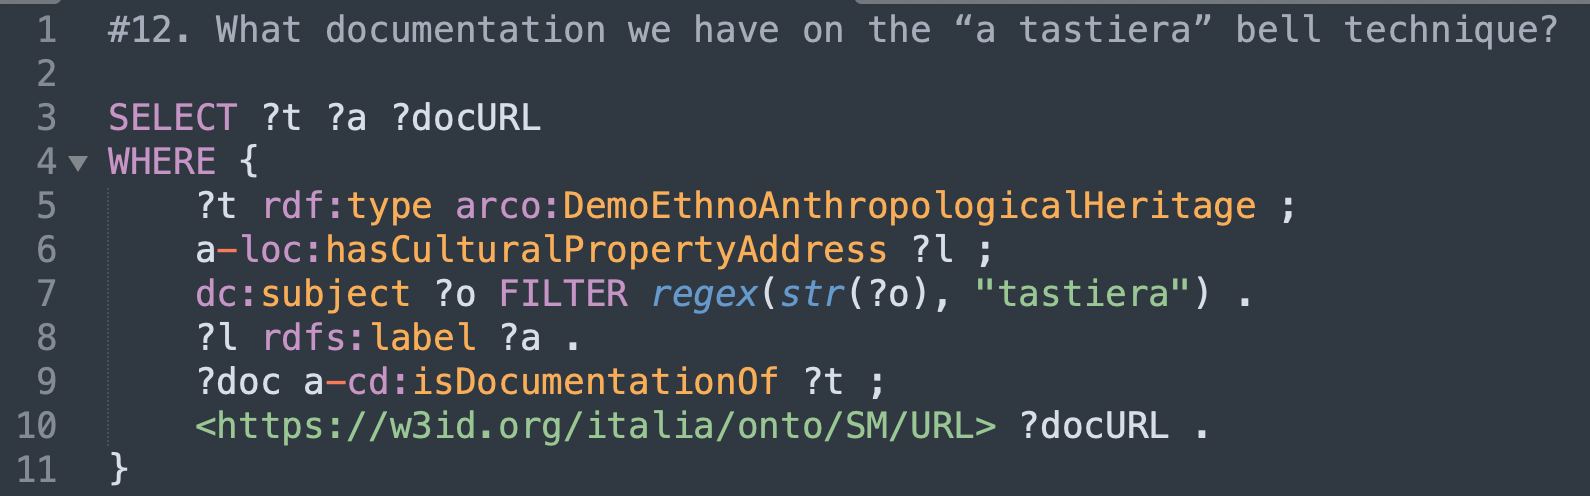 1 #12. What documentation we have on the “a tastiera” bell technique?
2
3 SELECT ?t ?a ?docURL
4 WHERE {
5 ?t rdf:type arco:DemoEthnoAnthropologicalHeritage ;
6 a-loc:hasCulturalPropertyAddress ?l ;
7 dc:subject ?o FILTER regex(str(?o), "tastiera") .
8 ?l rdfs:label ?a .
9 ?doc a-cd:isDocumentationOf ?t ;
10 <https://w3id.org/italia/onto/SM/URL> ?docURL .
11 }